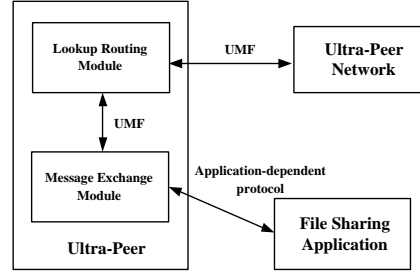 Lookup Routing
Module
UMF
Ultra-Peer
Network
UMF
Message Exchange
Module
Application-dependent
protocol
Ultra-Peer
File Sharing
Application